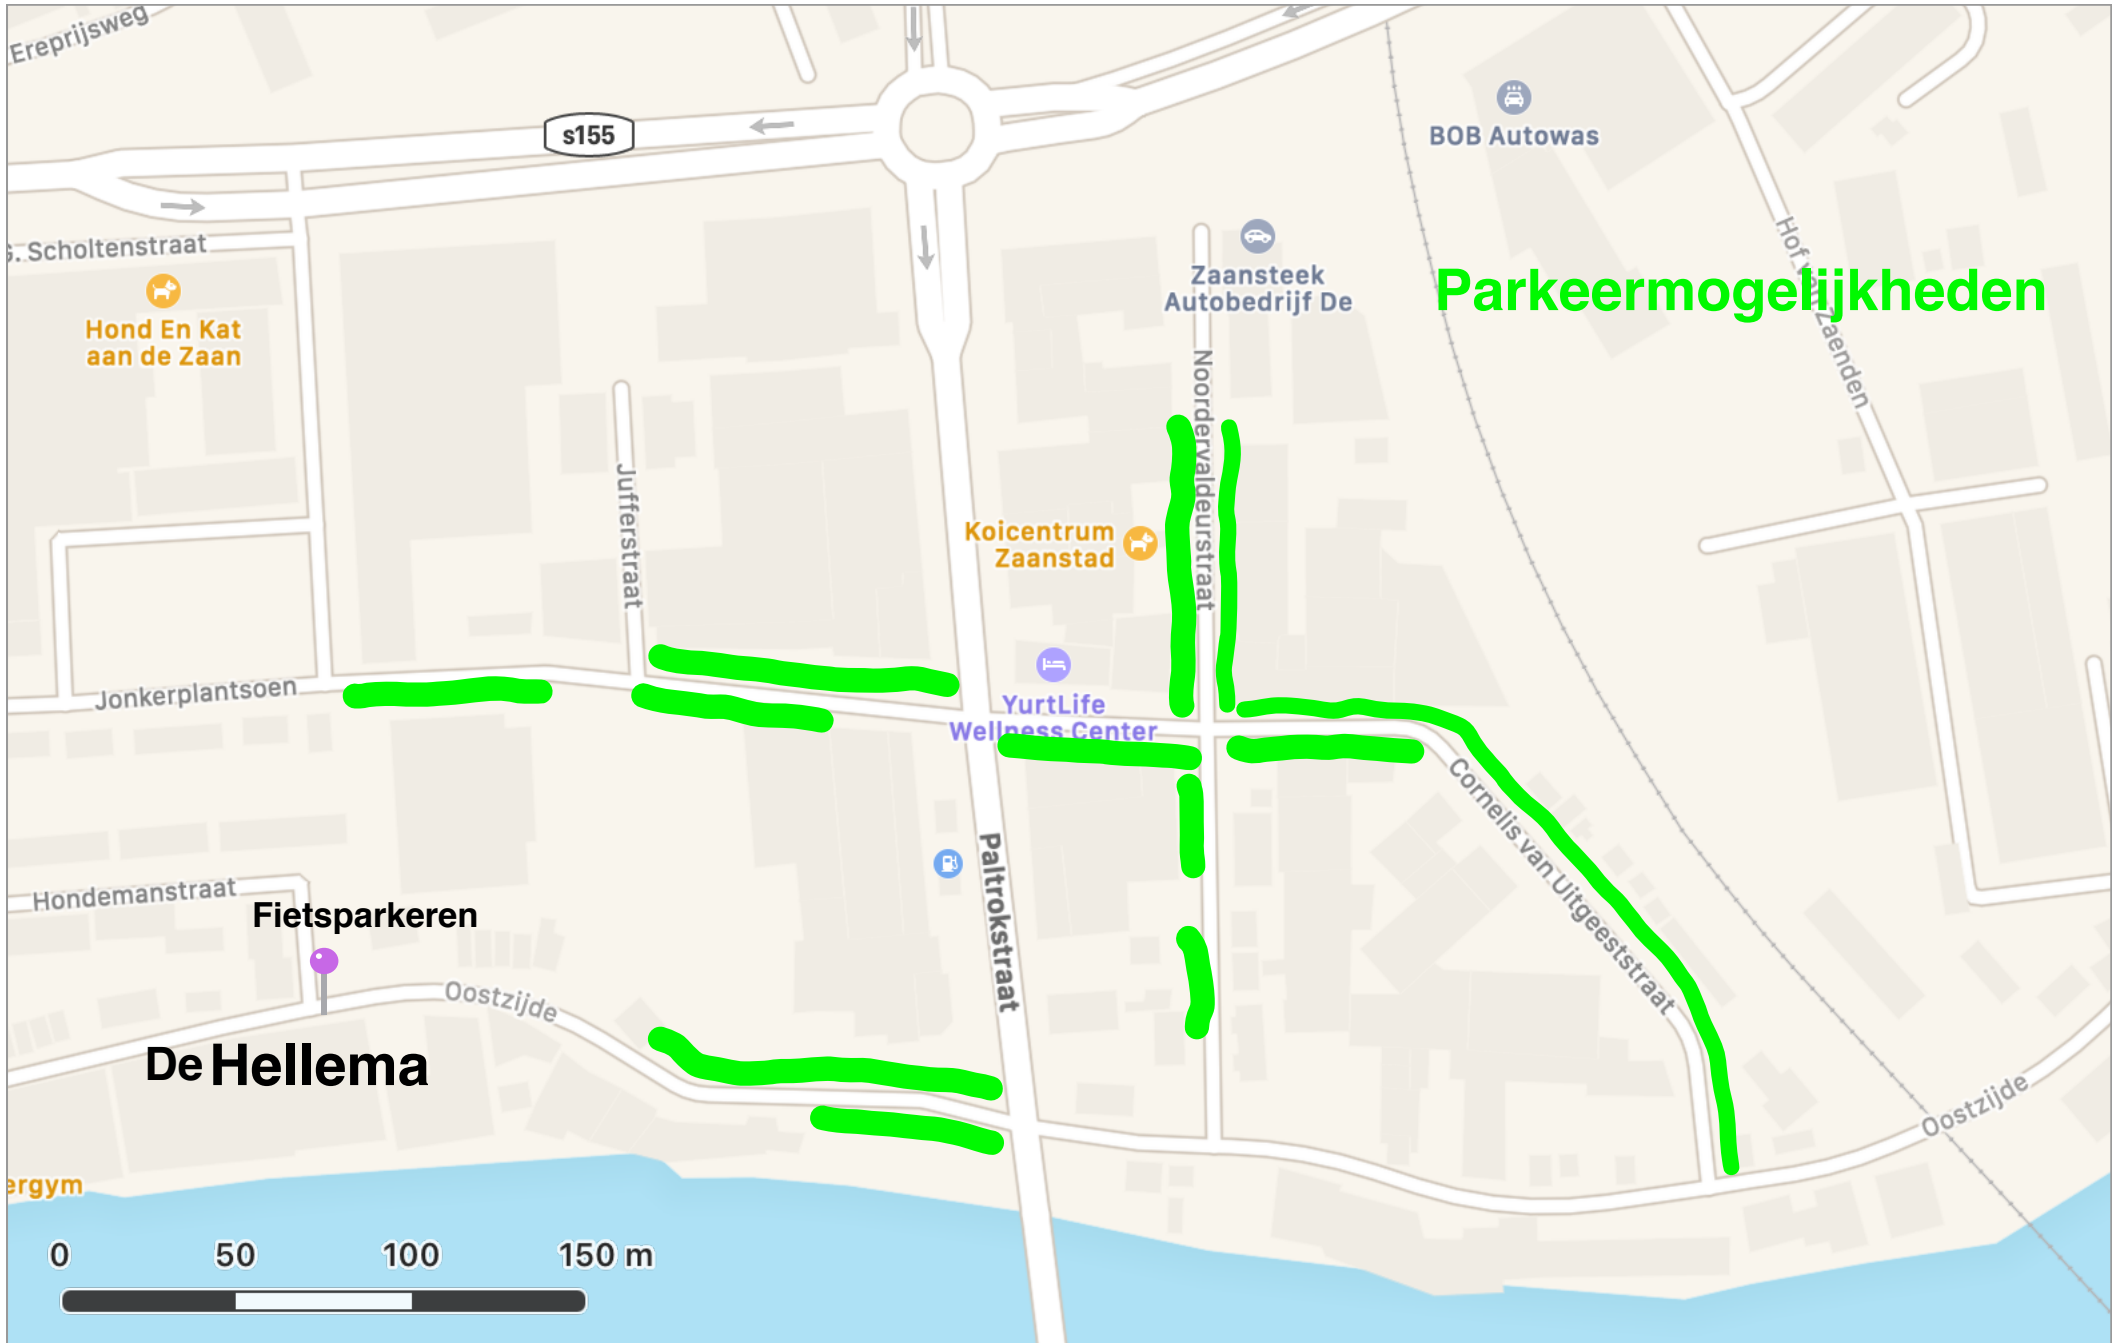 Ereprijsweg
s155
BOB Autowas
G. Scholtenstraat
Hond En Kat
aan de Zaan
Zaansteek
Autobedrijf De
Parkeermogelijkheden
Hof van Zaenden
Noordervaldeurstraat
Jufferstraat
Koicentrum
Zaanstad
Jonkerplantsoen
YurtLife
Wellness Center
Cornelis van Uitgeeststraat
Paltrokstraat
Hondemanstraat
Fietsparkeren
Oostzijde
De Hellema
Oostzijde
ergym
0 50 100 150 m